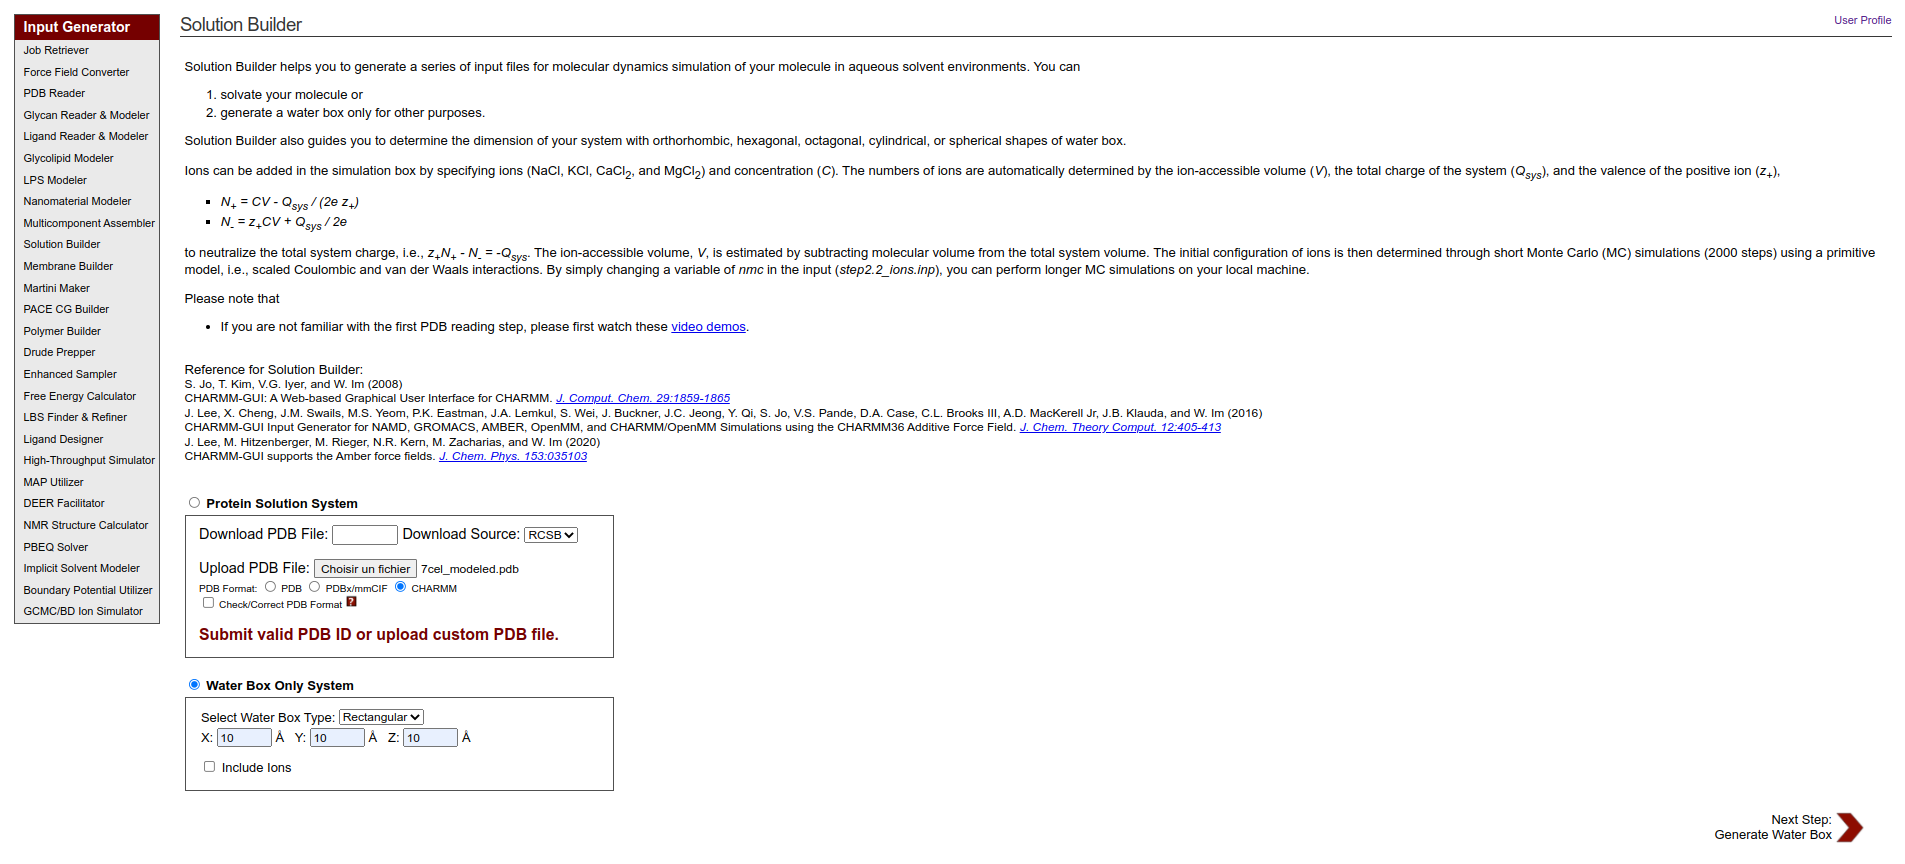 Input Generator
Job Retriever
Force Field Converter
PDB Reader
Glycan Reader & Modeler
Ligand Reader & Modeler
Glycolipid Modeler
LPS Modeler
Nanomaterial Modeler
Multicomponent Assembler
Solution Builder
Membrane Builder
Martini Maker
PACE CG Builder
Polymer Builder
Drude Prepper
Enhanced Sampler
Free Energy Calculator
LBS Finder & Refiner
Ligand Designer
High-Throughput Simulator
MAP Utilizer
DEER Facilitator
NMR Structure Calculator
PBEQ Solver
Implicit Solvent Modeler
Boundary Potential Utilizer
GCMC/BD Ion Simulator
Solution Builder
User Profile
Solution Builder helps you to generate a series of input files for molecular dynamics simulation of your molecule in aqueous solvent environments. You can
1. solvate your molecule or
2. generate a water box only for other purposes.
Solution Builder also guides you to determine the dimension of your system with orthorhombic, hexagonal, octagonal, cylindrical, or spherical shapes of water box.
Ions can be added in the simulation box by specifying ions (NaCl, KCl, CaCl2, and MgCl2) and concentration (C). The numbers of ions are automatically determined by the ion-accessible volume (V), the total charge of the system (Qsys), and the valence of the positive ion (z+),
▪ N+ = CV - Qsys / (2e z+)
▪ N- = z+CV + Qsys / 2e
to neutralize the total system charge, i.e., z+N+ - N- = -Qsys. The ion-accessible volume, V, is estimated by subtracting molecular volume from the total system volume. The initial configuration of ions is then determined through short Monte Carlo (MC) simulations (2000 steps) using a primitive
model, i.e., scaled Coulombic and van der Waals interactions. By simply changing a variable of nmc in the input (step2.2_ions.inp), you can perform longer MC simulations on your local machine.
Please note that
• If you are not familiar with the first PDB reading step, please first watch these video demos.
Reference for Solution Builder:
S. Jo, T. Kim, V.G. Iyer, and W. Im (2008)
CHARMM-GUI: A Web-based Graphical User Interface for CHARMM. J. Comput. Chem. 29:1859-1865
J. Lee, X. Cheng, J.M. Swails, M.S. Yeom, P.K. Eastman, J.A. Lemkul, S. Wei, J. Buckner, J.C. Jeong, Y. Qi, S. Jo, V.S. Pande, D.A. Case, C.L. Brooks III, A.D. MacKerell Jr, J.B. Klauda, and W. Im (2016)
CHARMM-GUI Input Generator for NAMD, GROMACS, AMBER, OpenMM, and CHARMM/OpenMM Simulations using the CHARMM36 Additive Force Field. J. Chem. Theory Comput. 12:405-413
J. Lee, M. Hitzenberger, M. Rieger, N.R. Kern, M. Zacharias, and W. Im (2020)
CHARMM-GUI supports the Amber force fields. J. Chem. Phys. 153:035103
Protein Solution System
Download PDB File: Download Source: RCSB
Upload PDB File: Choisir un fichier 7cel_modeled.pdb
PDB Format: PDB PDBx/mmCIF CHARMM
Check/Correct PDB Format ?
Submit valid PDB ID or upload custom PDB file.
Water Box Only System
Select Water Box Type: Rectangular
X: 10 Å Y: 10 Å Z: 10 Å
Include Ions
Next Step:
Generate Water Box